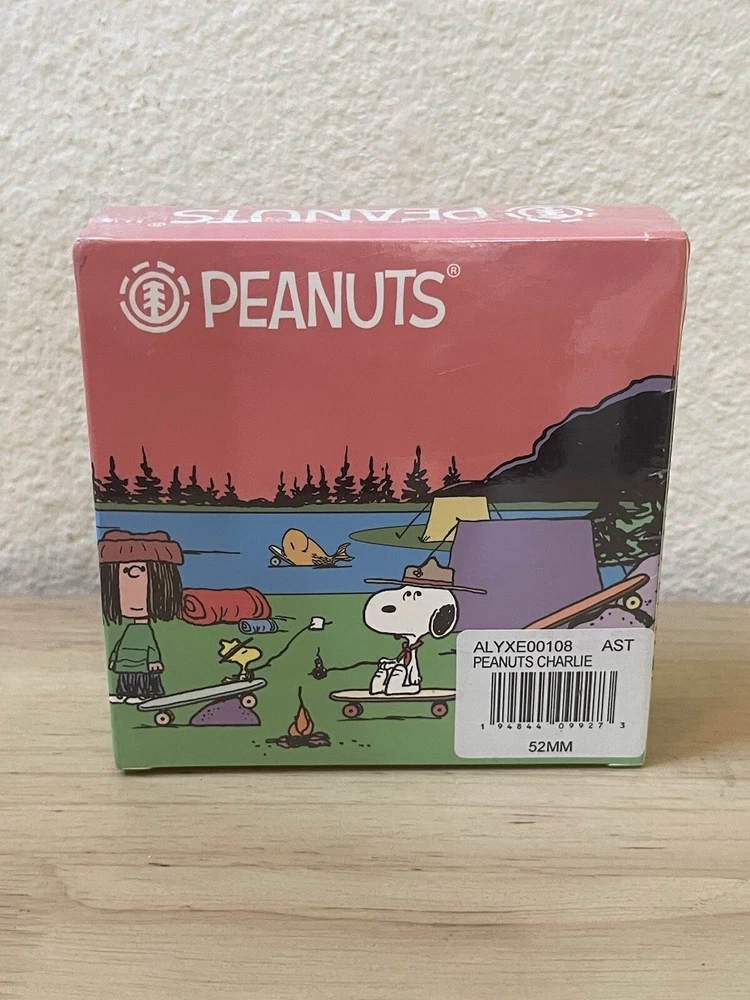 PEANUTS®
PEANUTS®
ALYXE00108 AST
PEANUTS CHARLIE
1 94844 09927 3
52MM